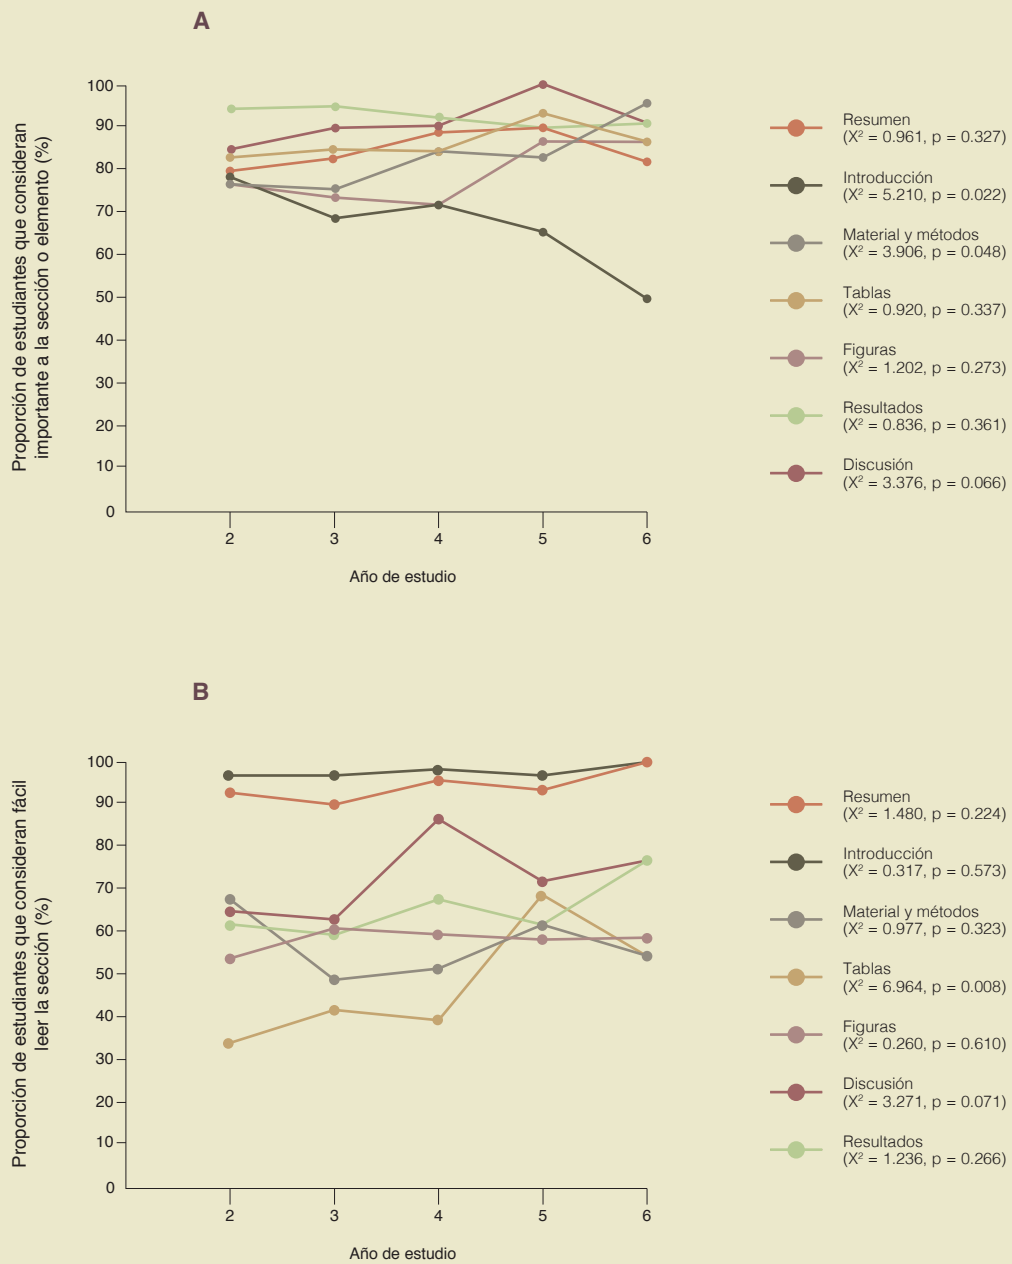 A
Proporción de estudiantes que consideran
importante a la sección o elemento (%)
100
90
80
70
60
50
40
30
20
10
0
2
3
4
5
6
Año de estudio
Resumen
(X² = 0.961, p = 0.327)
Introducción
(X² = 5.210, p = 0.022)
Material y métodos
(X² = 3.906, p = 0.048)
Tablas
(X² = 0.920, p = 0.337)
Figuras
(X² = 1.202, p = 0.273)
Resultados
(X² = 0.836, p = 0.361)
Discusión
(X² = 3.376, p = 0.066)
B
Proporción de estudiantes que consideran fácil
leer la sección (%)
100
90
80
70
60
50
40
30
20
10
0
2
3
4
5
6
Año de estudio
Resumen
(X² = 1.480, p = 0.224)
Introducción
(X² = 0.317, p = 0.573)
Material y métodos
(X² = 0.977, p = 0.323)
Tablas
(X² = 6.964, p = 0.008)
Figuras
(X² = 0.260, p = 0.610)
Discusión
(X² = 3.271, p = 0.071)
Resultados
(X² = 1.236, p = 0.266)